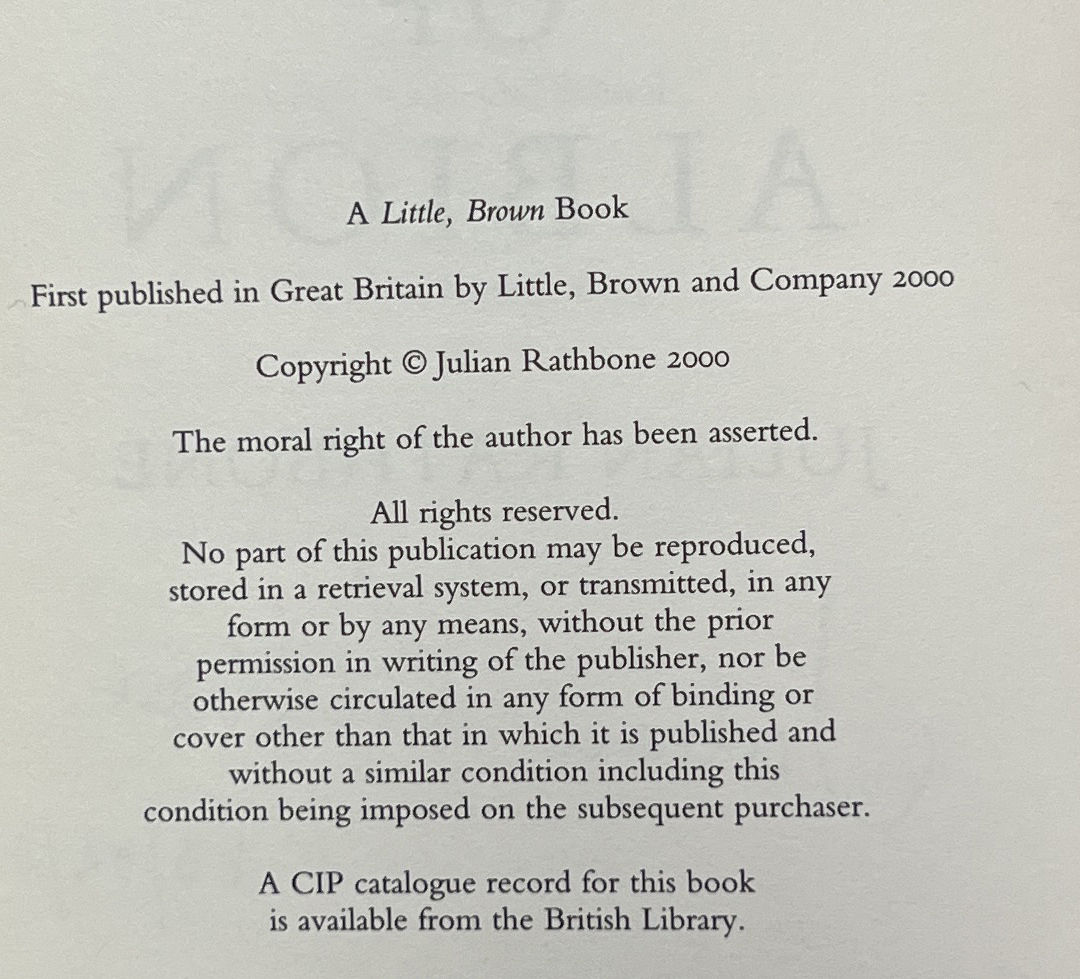 A Little, Brown Book
First published in Great Britain by Little, Brown and Company 2000
Copyright © Julian Rathbone 2000
The moral right of the author has been asserted.
All rights reserved.
No part of this publication may be reproduced,
stored in a retrieval system, or transmitted, in any
form or by any means, without the prior
permission in writing of the publisher, nor be
otherwise circulated in any form of binding or
cover other than that in which it is published and
without a similar condition including this
condition being imposed on the subsequent purchaser.
A CIP catalogue record for this book
is available from the British Library.